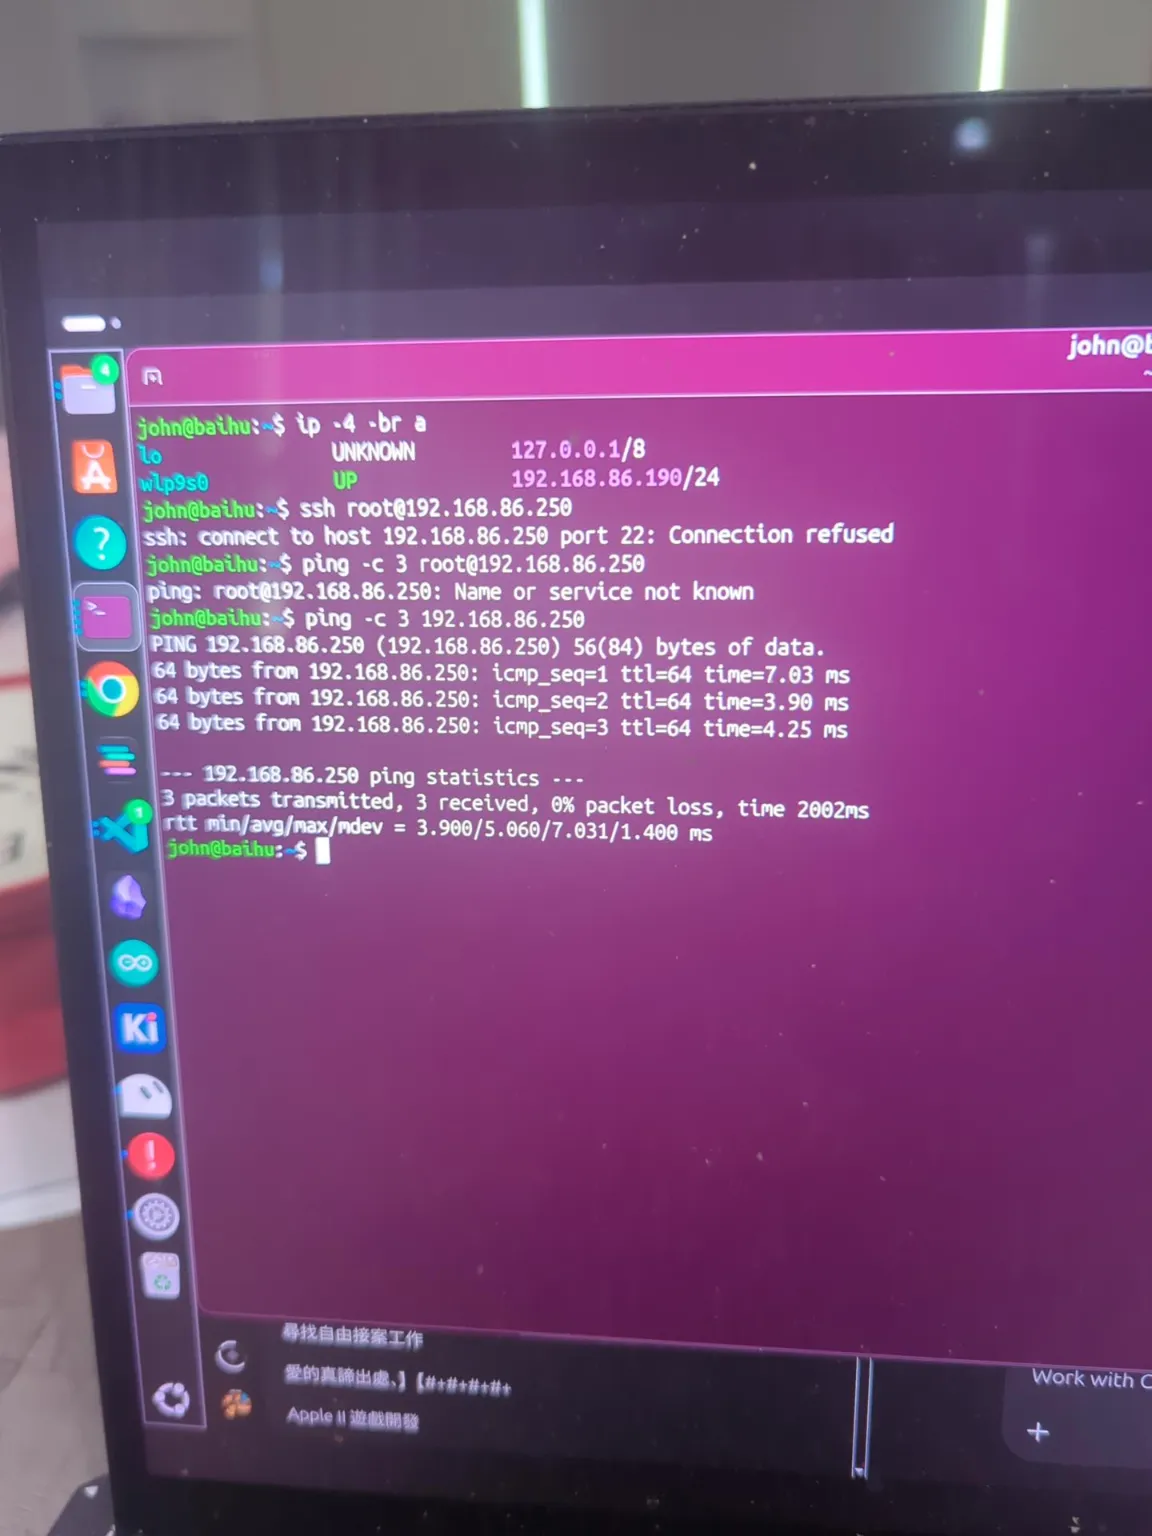 john@b
~
john@baihu:~$ ip -4 -br a
lo UNKNOWN 127.0.0.1/8
wlp9s0 UP 192.168.86.190/24
john@baihu:~$ ssh root@192.168.86.250
ssh: connect to host 192.168.86.250 port 22: Connection refused
john@baihu:~$ ping -c 3 root@192.168.86.250
ping: root@192.168.86.250: Name or service not known
john@baihu:~$ ping -c 3 192.168.86.250
PING 192.168.86.250 (192.168.86.250) 56(84) bytes of data.
64 bytes from 192.168.86.250: icmp_seq=1 ttl=64 time=7.03 ms
64 bytes from 192.168.86.250: icmp_seq=2 ttl=64 time=3.90 ms
64 bytes from 192.168.86.250: icmp_seq=3 ttl=64 time=4.25 ms
--- 192.168.86.250 ping statistics ---
3 packets transmitted, 3 received, 0% packet loss, time 2002ms
rtt min/avg/max/mdev = 3.900/5.060/7.031/1.400 ms
john@baihu:~$
4
A
?
>_
1
Ki
!
尋找自由接案工作
愛的真諦出處、】【#+#+#+#+
Apple II 遊戲開發
Work with C
+